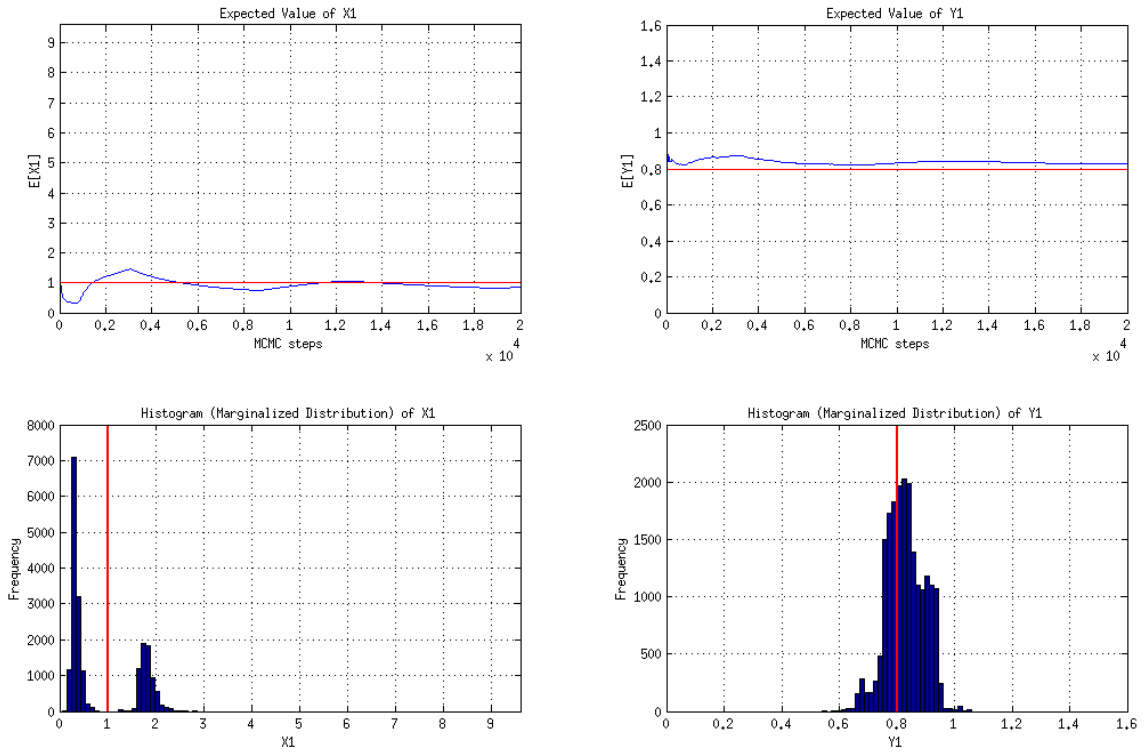 Expected Value of X1
9
8
7
6
5
4
3
2
1
0
E[X1]
0 0.2 0.4 0.6 0.8 1 1.2 1.4 1.6 1.8 2
MCMC steps
4
x 10
Expected Value of Y1
1.6
1.4
1.2
1
0.8
0.6
0.4
0.2
0
E[Y1]
0 0.2 0.4 0.6 0.8 1 1.2 1.4 1.6 1.8 2
MCMC steps
4
x 10
Histogram (Marginalized Distribution) of X1
8000
7000
6000
5000
4000
3000
2000
1000
0
Frequency
0 1 2 3 4 5 6 7 8 9
X1
Histogram (Marginalized Distribution) of Y1
2500
2000
1500
1000
500
0
Frequency
0 0.2 0.4 0.6 0.8 1 1.2 1.4 1.6
Y1